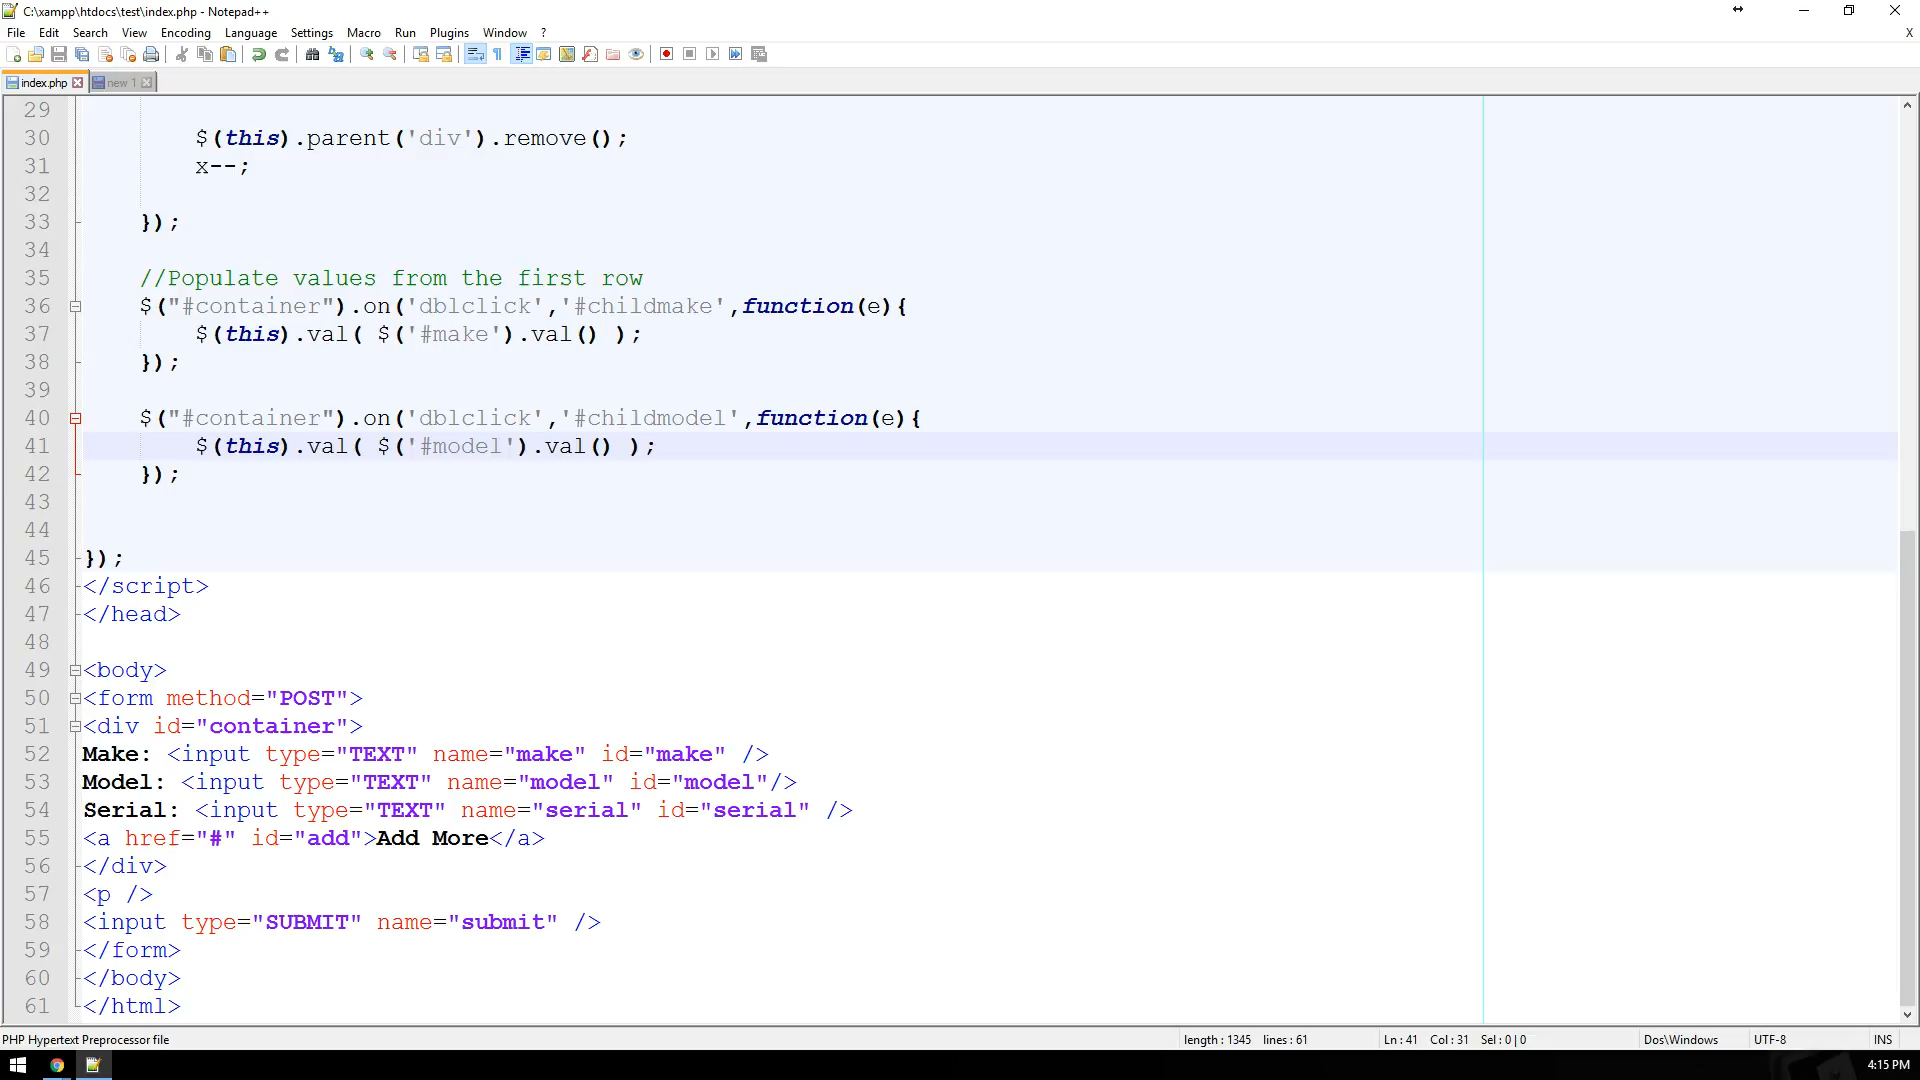 C:\xampp\htdocs\test\index.php - Notepad++
File Edit Search View Encoding Language Settings Macro Run Plugins Window ? X
index.php new 1
29
30 $(this).parent('div').remove();
31 x--;
32
33 });
34
35 //Populate values from the first row
36 $("#container").on('dblclick','#childmake',function(e){
37 $(this).val( $('#make').val() );
38 });
39
40 $("#container").on('dblclick','#childmodel',function(e){
41 $(this).val( $('#model').val() );
42 });
43
44
45 });
46 </script>
47 </head>
48
49 <body>
50 <form method="POST">
51 <div id="container">
52 Make: <input type="TEXT" name="make" id="make" />
53 Model: <input type="TEXT" name="model" id="model"/>
54 Serial: <input type="TEXT" name="serial" id="serial" />
55 <a href="#" id="add">Add More</a>
56 </div>
57 <p />
58 <input type="SUBMIT" name="submit" />
59 </form>
60 </body>
61 </html>
PHP Hypertext Preprocessor file length : 1345 lines : 61 Ln : 41 Col : 31 Sel : 0 | 0 Dos\Windows UTF-8 INS
4:15 PM